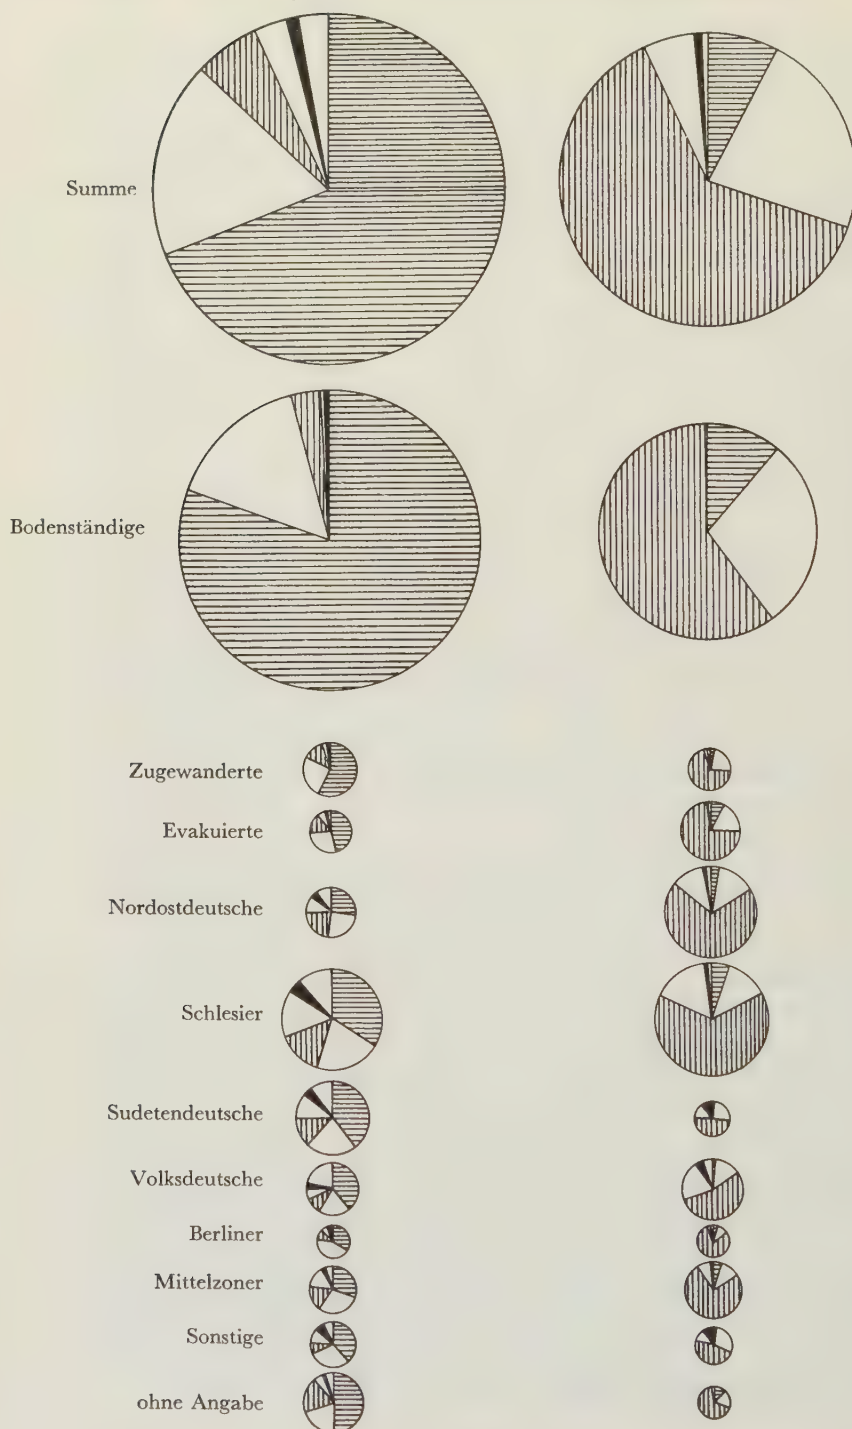 Summe
Bodenständige
Zugewanderte
Evakuierte
Nordostdeutsche
Schlesier
Sudetendeutsche
Volksdeutsche
Berliner
Mittelzoner
Sonstige
ohne Angabe